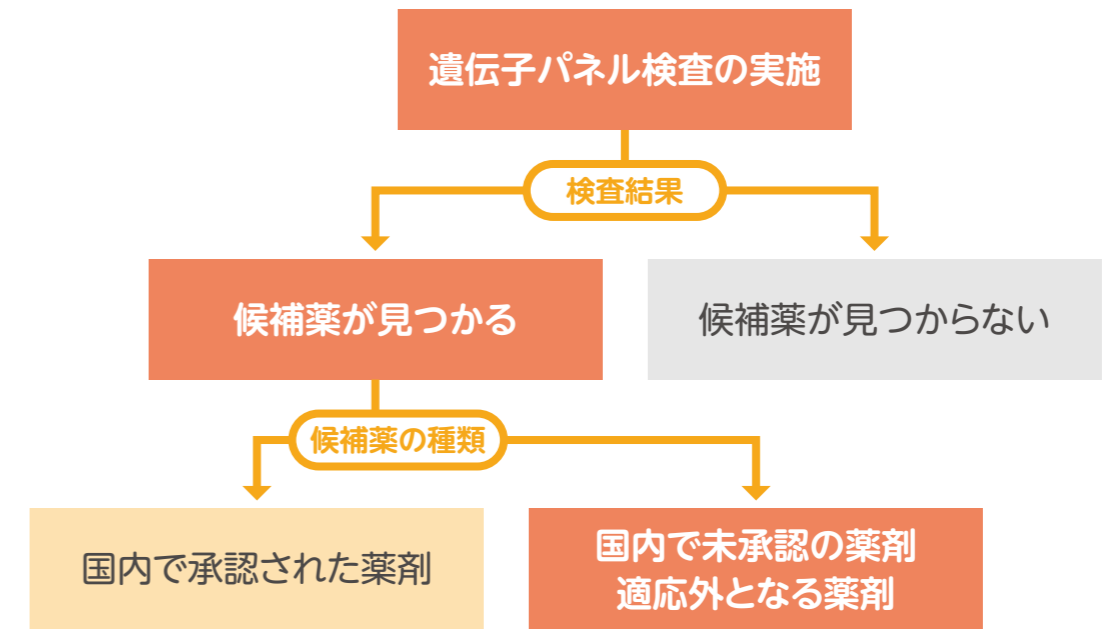 遺伝子パネル検査の実施
検査結果
候補薬が見つかる
候補薬が見つからない
候補薬の種類
国内で承認された薬剤
国内で未承認の薬剤
適応外となる薬剤